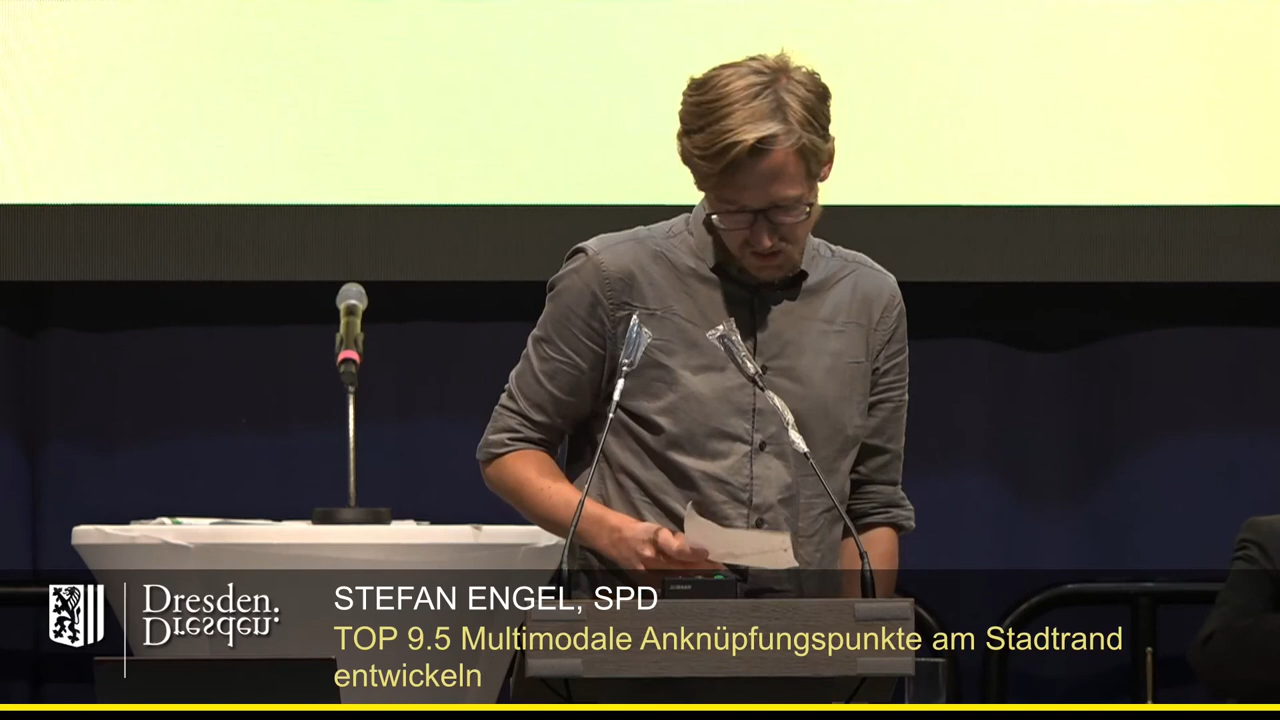 Dresden.
Dresden.
STEFAN ENGEL, SPD
TOP 9.5 Multimodale Anknüpfungspunkte am Stadtrand
entwickeln